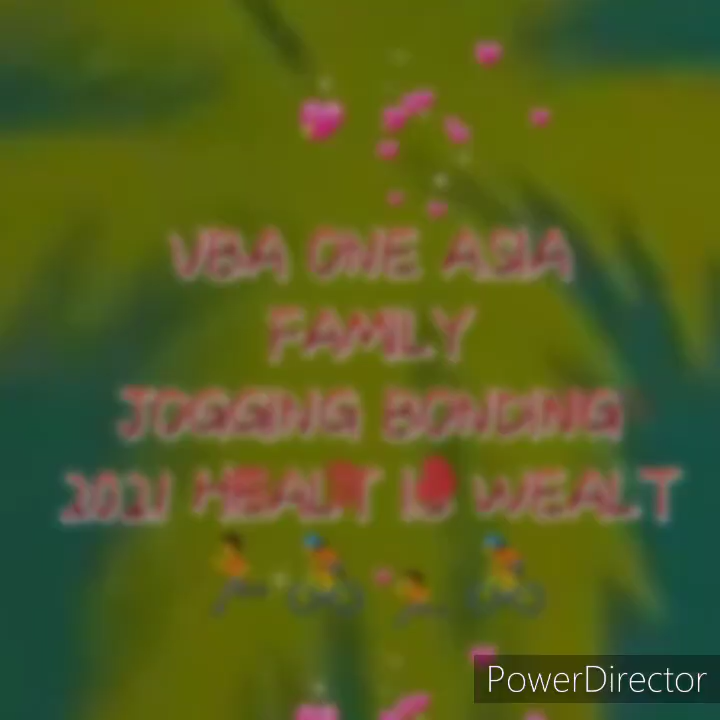 VBA ONE ASIA
FAMILY
JOGGING BONDING
2021 HEALT IS WEALT
PowerDirector